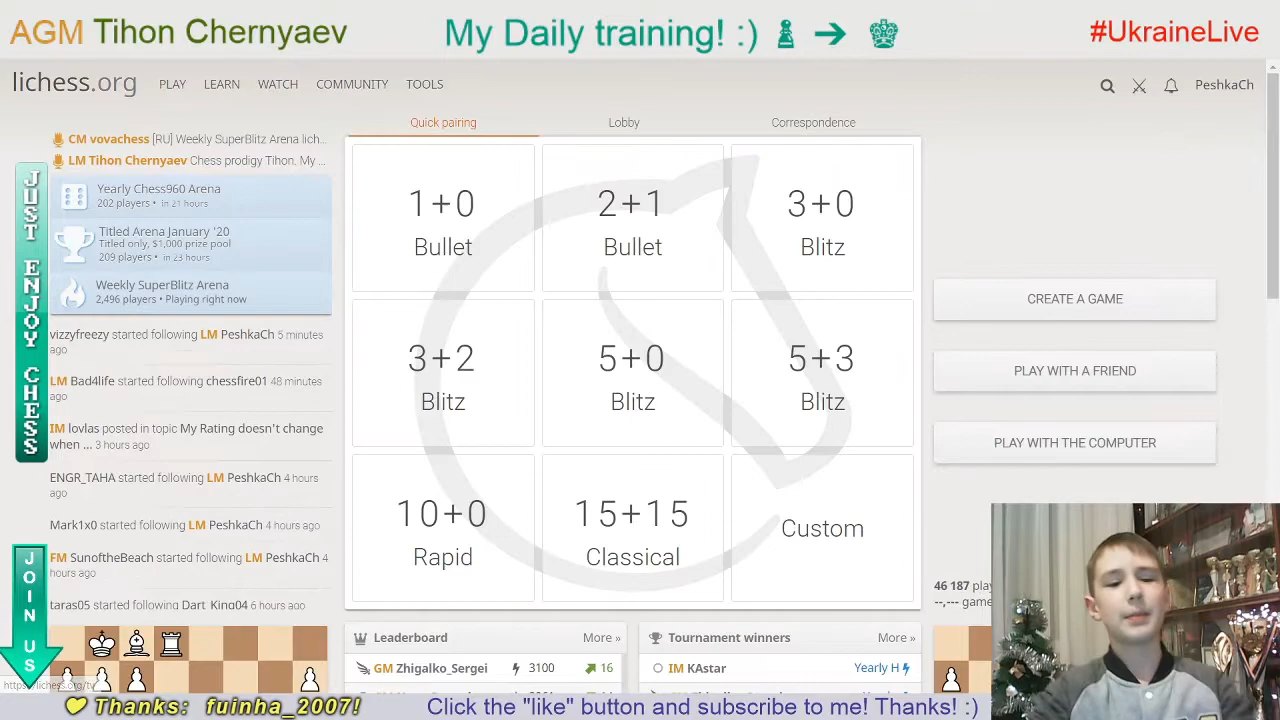 AGM Tihon Chernyaev
My Daily training! :)
#UkraineLive
lichess.org
PLAY LEARN WATCH COMMUNITY TOOLS
PeshkaCh
CM vovachess [RU] Weekly SuperBlitz Arena lich...
LM Tihon Chernyaev Chess prodigy Tihon. My ...
Yearly Chess960 Arena
202 players • in 21 hours
Titled Arena January '20
Titled only, $1,000 prize pool
209 players • in 23 hours
Weekly SuperBlitz Arena
2,496 players • Playing right now
JUST ENJOY CHESS
vizzyfreezy started following LM PeshkaCh 5 minutes
ago
LM Bad4life started following chessfire01 48 minutes
ago
IM lovlas posted in topic My Rating doesn't change
when ... 3 hours ago
ENGR_TAHA started following LM PeshkaCh 4 hours
ago
Mark1x0 started following LM PeshkaCh 4 hours ago
FM SunoftheBeach started following LM PeshkaCh 4
hours ago
taras05 started following Dart_King04 6 hours ago
JOIN US
Quick pairing Lobby Correspondence
1+0
Bullet
2+1
Bullet
3+0
Blitz
3+2
Blitz
5+0
Blitz
5+3
Blitz
10+0
Rapid
15+15
Classical
Custom
CREATE A GAME
PLAY WITH A FRIEND
PLAY WITH THE COMPUTER
46 187
Leaderboard More »
GM Zhigalko_Sergei 3100 16
Tournament winners More »
IM KAstar Yearly H
Thanks: fuinha_2007!
Click the "like" button and subscribe to me! Thanks! :)